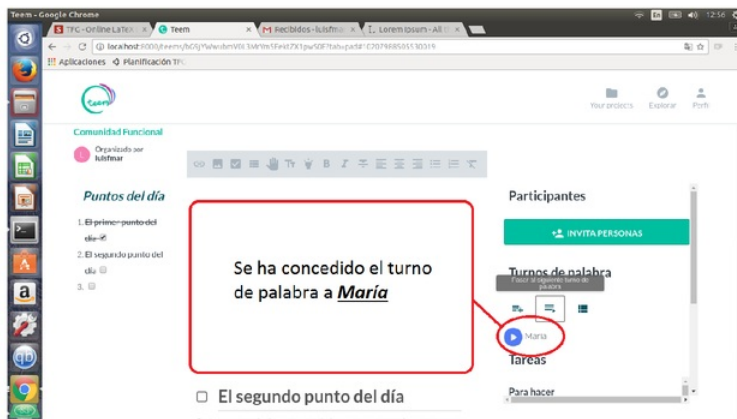 Teem - Google Chrome
En
12:56
TFG - Online LaTeX
Teem
Recibidos - luisfmar
Lorem Ipsum - All t
Aplicaciones
Planificación TFG
teem
Your projects
Explorar
Perfil
Comunidad Funcional
L
Organizado por
luisfmar
Puntos del día
1. El primer punto del
día
2. El segundo punto del
día
3.
Se ha concedido el turno
de palabra a María
El segundo punto del día
Participantes
INVITA PERSONAS
Turnos de palabra
Pasar al siguiente turno de
palabra
María
Tareas
Para hacer